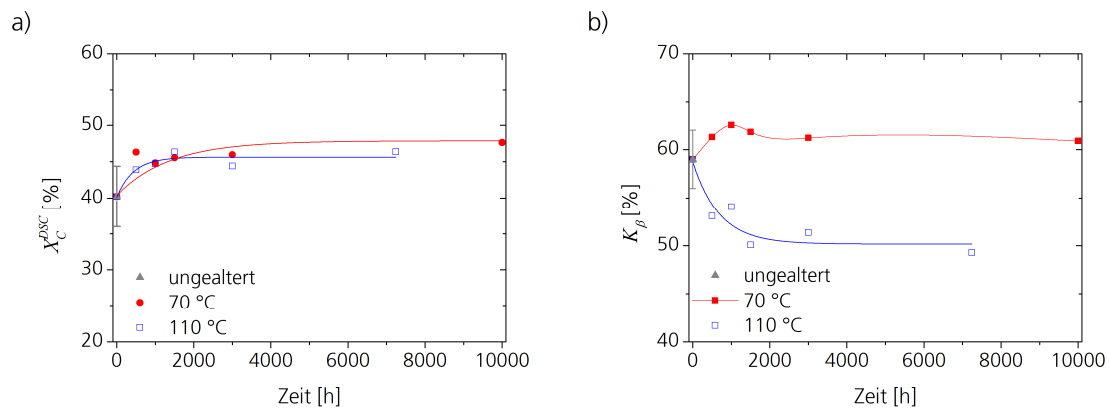 a)
60
50
40
30
20
X_C^DSC [%]
0 2000 4000 6000 8000 10000
Zeit [h]
ungealtert
70 °C
110 °C
b)
70
60
50
40
K_β [%]
0 2000 4000 6000 8000 10000
Zeit [h]
ungealtert
70 °C
110 °C